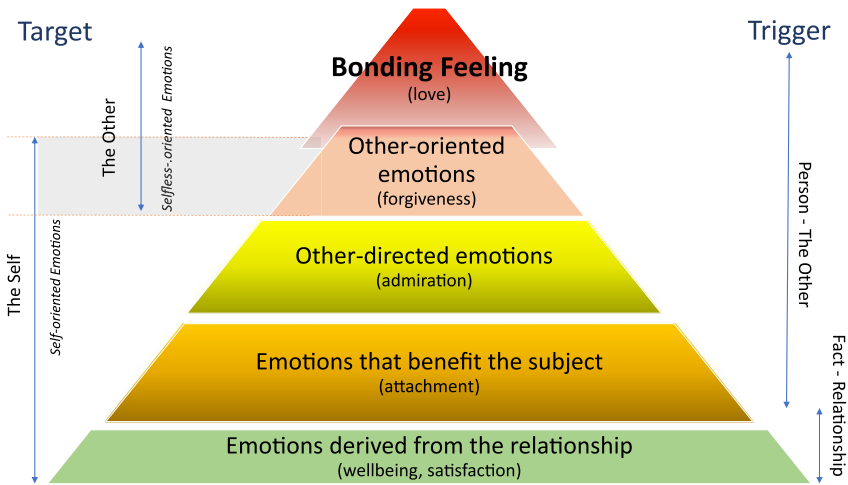 Target
Trigger
The Other
Selfless-.oriented Emotions
Bonding Feeling
(love)
Other-oriented
emotions
(forgiveness)
Person - The Other
The Self
Self-oriented Emotions
Other-directed emotions
(admiration)
Emotions that benefit the subject
(attachment)
Fact - Relationship
Emotions derived from the relationship
(wellbeing, satisfaction)